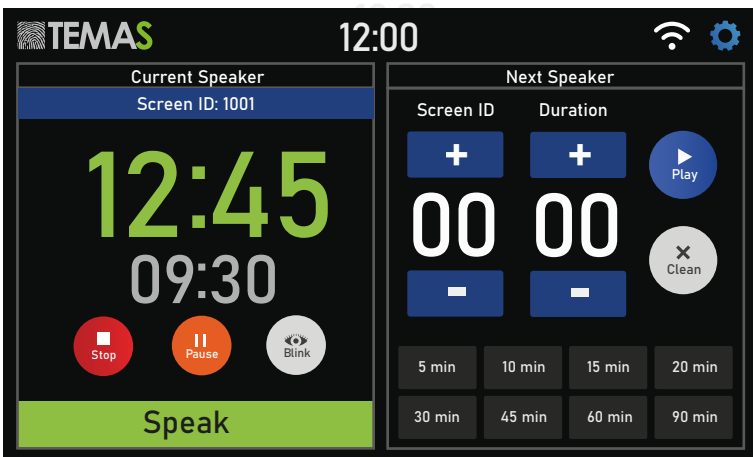 TEMAS
12:00
Current Speaker
Screen ID: 1001
12:45
09:30
Stop
Pause
Blink
Speak
Next Speaker
Screen ID Duration
+ +
00 00
- -
Play
Clean
5 min 10 min 15 min 20 min
30 min 45 min 60 min 90 min